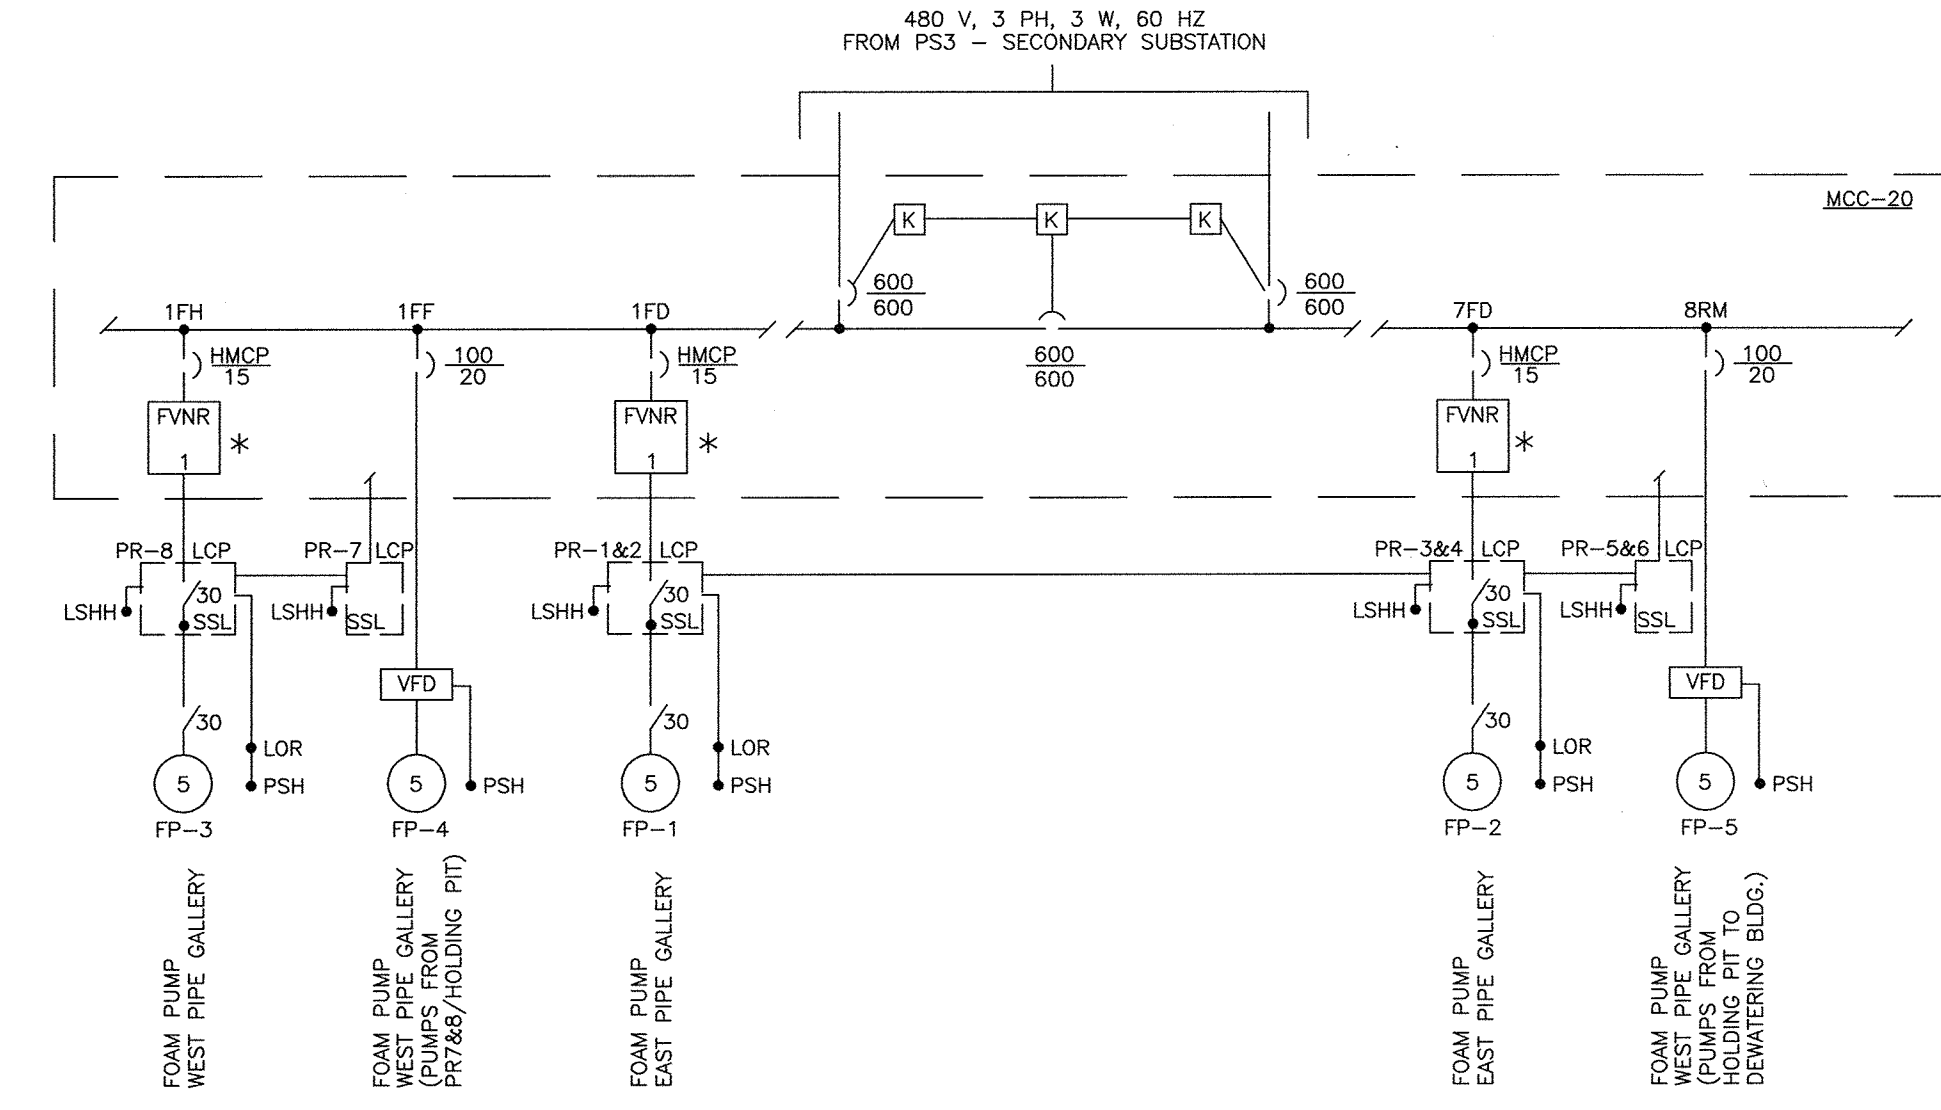 480 V, 3 PH, 3 W, 60 HZ
FROM PS3 – SECONDARY SUBSTATION
MCC–20
K K K
600
600
600
600
1FH 1FF 1FD 7FD 8RM
HMCP
15
100
20
HMCP
15
600
600
HMCP
15
100
20
FVNR
1
*
FVNR
1
*
FVNR
1
*
PR–8 LCP PR–7 LCP PR–1&2 LCP PR–3&4 LCP PR–5&6 LCP
30 30 30
LSHH SSL LSHH SSL LSHH SSL LSHH SSL LSHH SSL
VFD VFD
30 30 30
LOR LOR LOR
5 PSH 5 PSH 5 PSH 5 PSH 5 PSH
FP–3 FP–4 FP–1 FP–2 FP–5
FOAM PUMP
WEST PIPE GALLERY
FOAM PUMP
WEST PIPE GALLERY
(PUMPS FROM
PR7&8/HOLDING PIT)
FOAM PUMP
EAST PIPE GALLERY
FOAM PUMP
EAST PIPE GALLERY
FOAM PUMP
WEST PIPE GALLERY
(PUMPS FROM
HOLDING PIT TO
DEWATERING BLDG.)